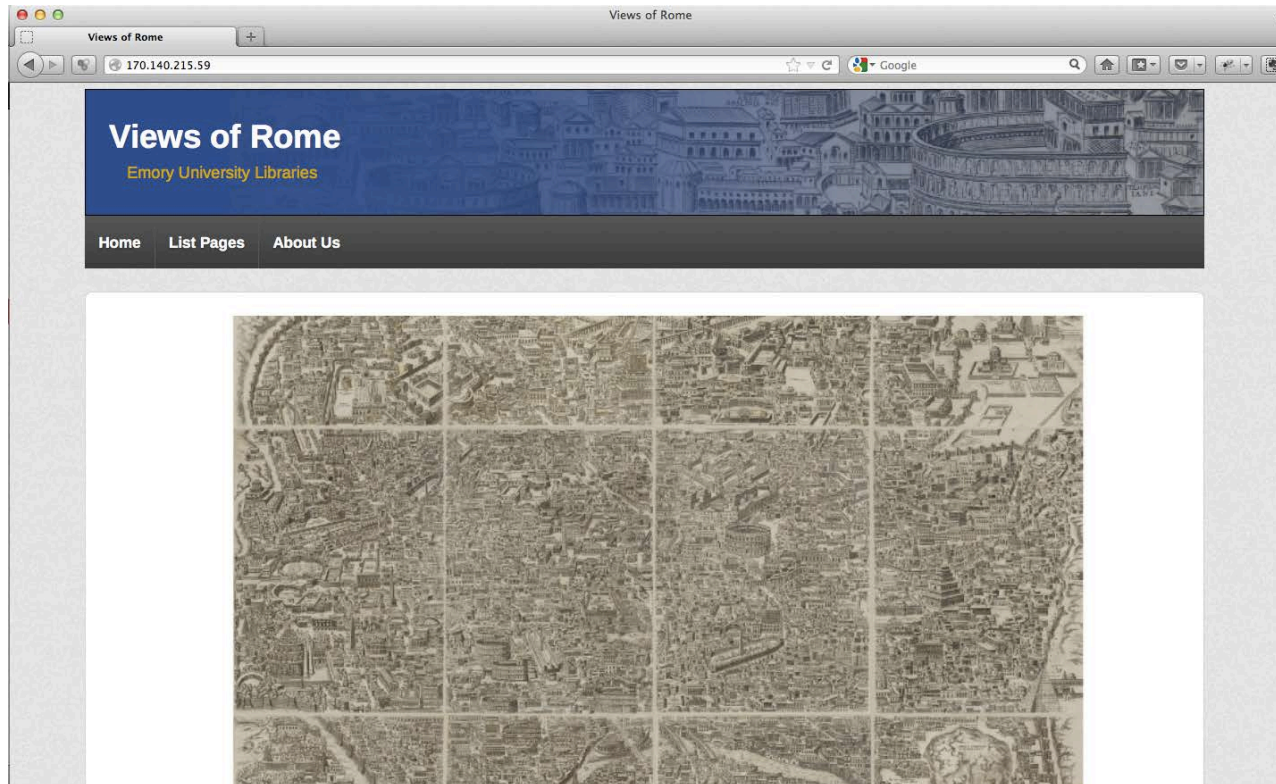 Views of Rome
Views of Rome
170.140.215.59
Google
Views of Rome
Emory University Libraries
Home List Pages About Us